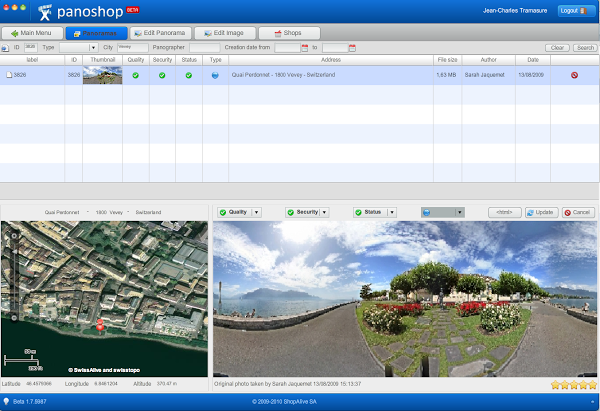 panoshop BETA
Jean-Charles Tramasure
Logout
Main Menu
Panoramas
Edit Panorama
Edit Image
Shops
ID 3826 Type City Vevey Panographer Creation date from to Clear Search
label ID Thumbnail Quality Security Status Type Address File size Author Date
3826 3826 Quai Perdonnet - 1800 Vevey - Switzerland 1,63 MB Sarah Jaquemet 13/08/2009
Quai Perdonnet - 1800 Vevey - Switzerland
Quality Security Status <html> Update Cancel
© SwissAlive and swisstopo
Latitude 46.4579366 Longitude 6.8461204 Altitude 370.47 m
Original photo taken by Sarah Jaquemet 13/08/2009 15:13:37
Beta 1.7.5987
© 2009-2010 ShopAlive SA